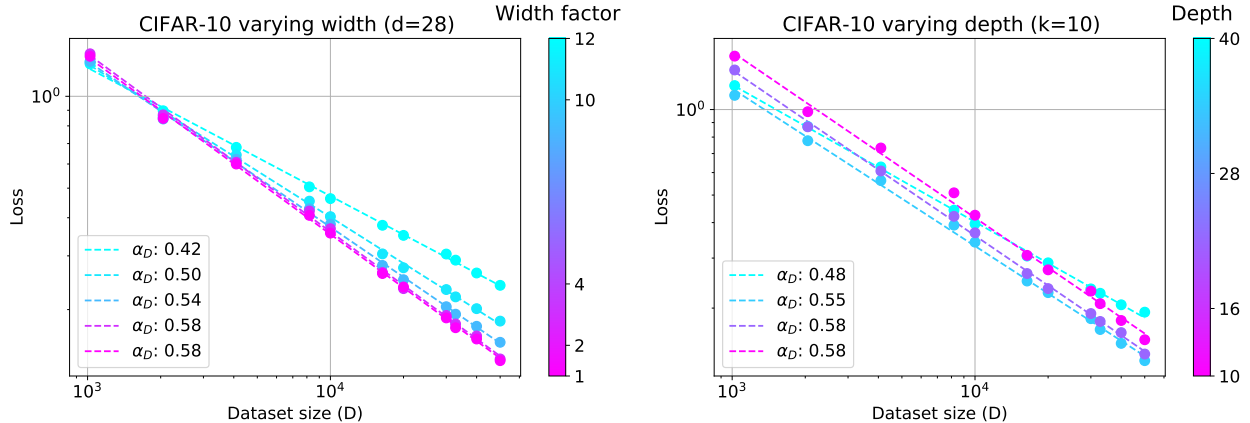 CIFAR-10 varying width (d=28)
Width factor
10⁰
Loss
α_D: 0.42
α_D: 0.50
α_D: 0.54
α_D: 0.58
α_D: 0.58
10³
10⁴
Dataset size (D)
12
10
4
2
1
CIFAR-10 varying depth (k=10)
Depth
10⁰
Loss
α_D: 0.48
α_D: 0.55
α_D: 0.58
α_D: 0.58
10³
10⁴
Dataset size (D)
40
28
16
10